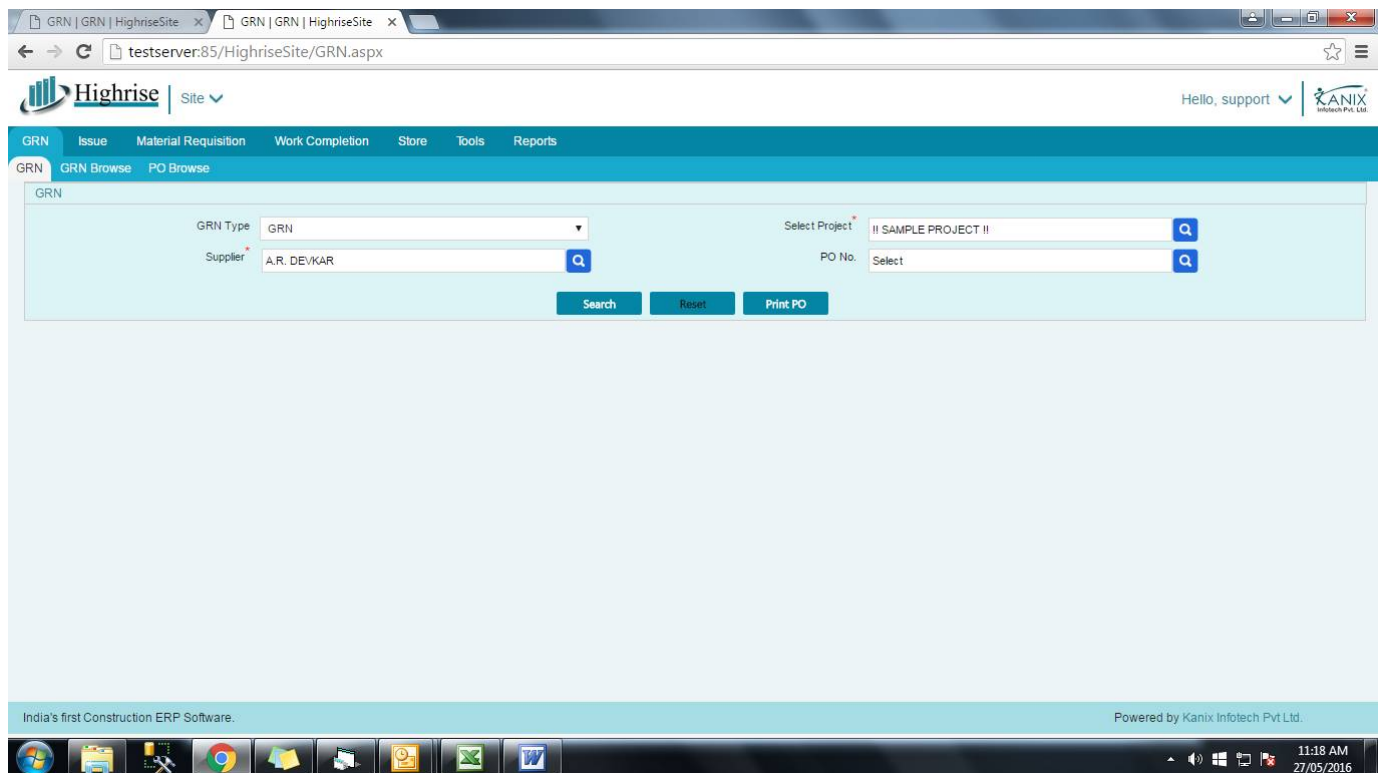 GRN | GRN | HighriseSite GRN | GRN | HighriseSite
testserver:85/HighriseSite/GRN.aspx
Highrise Site Hello, support KANIX
Infotech Pvt. Ltd.
GRN Issue Material Requisition Work Completion Store Tools Reports
GRN GRN Browse PO Browse
GRN
GRN Type GRN Select Project* !! SAMPLE PROJECT !!
Supplier* A.R. DEVKAR PO No. Select
Search Reset Print PO
India's first Construction ERP Software. Powered by Kanix Infotech Pvt Ltd.
11:18 AM
27/05/2016